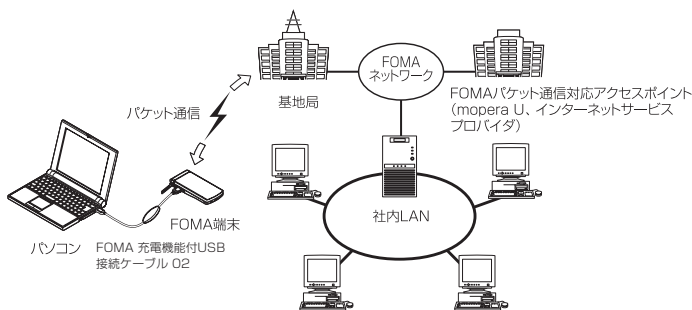 FOMA
ネットワーク
基地局
FOMAパケット通信対応アクセスポイント
(mopera U、インターネットサービス
プロバイダ)
パケット通信
FOMA端末
社内LAN
パソコン
FOMA 充電機能付USB
接続ケーブル 02